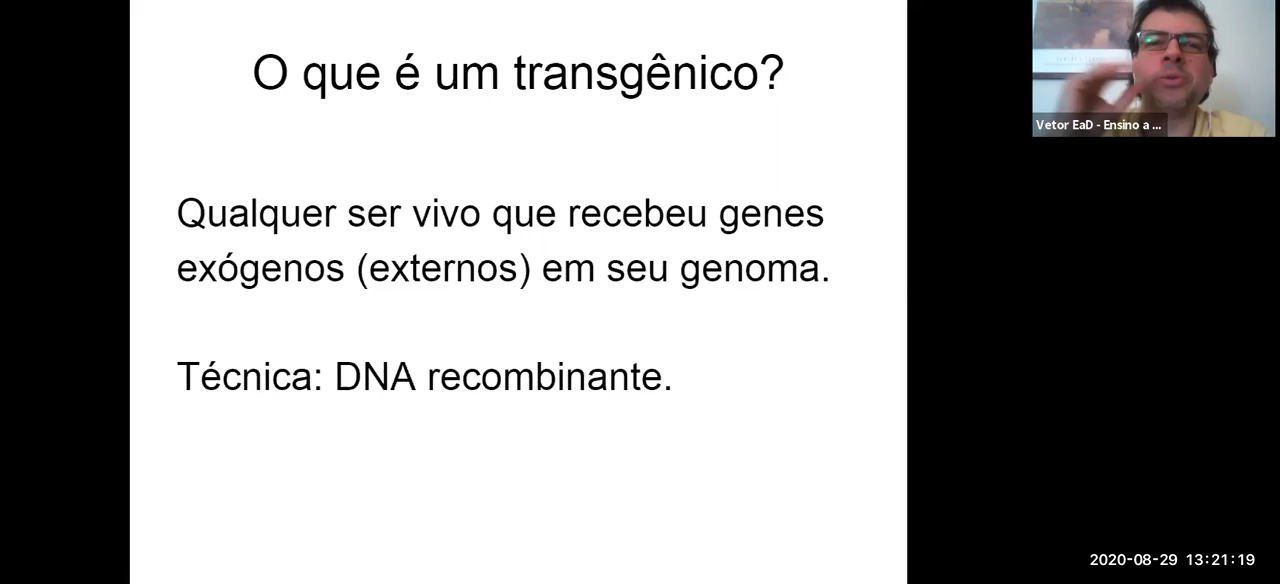 O que é um transgênico?
Qualquer ser vivo que recebeu genes
exógenos (externos) em seu genoma.
Técnica: DNA recombinante.
Vetor EaD - Ensino a ...
2020-08-29 13:21:19